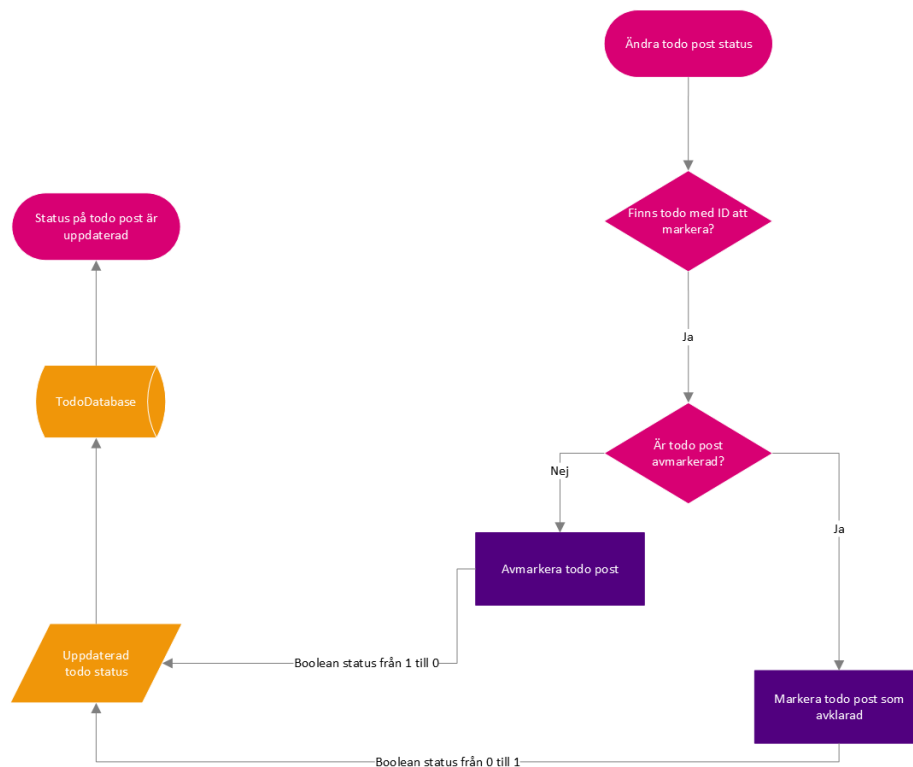 Ändra todo post status
Finns todo med ID att
markera?
Status på todo post är
uppdaterad
Ja
TodoDatabase
Är todo post
avmarkerad?
Nej
Ja
Avmarkera todo post
Uppdaterad
todo status
Boolean status från 1 till 0
Markera todo post som
avklarad
Boolean status från 0 till 1